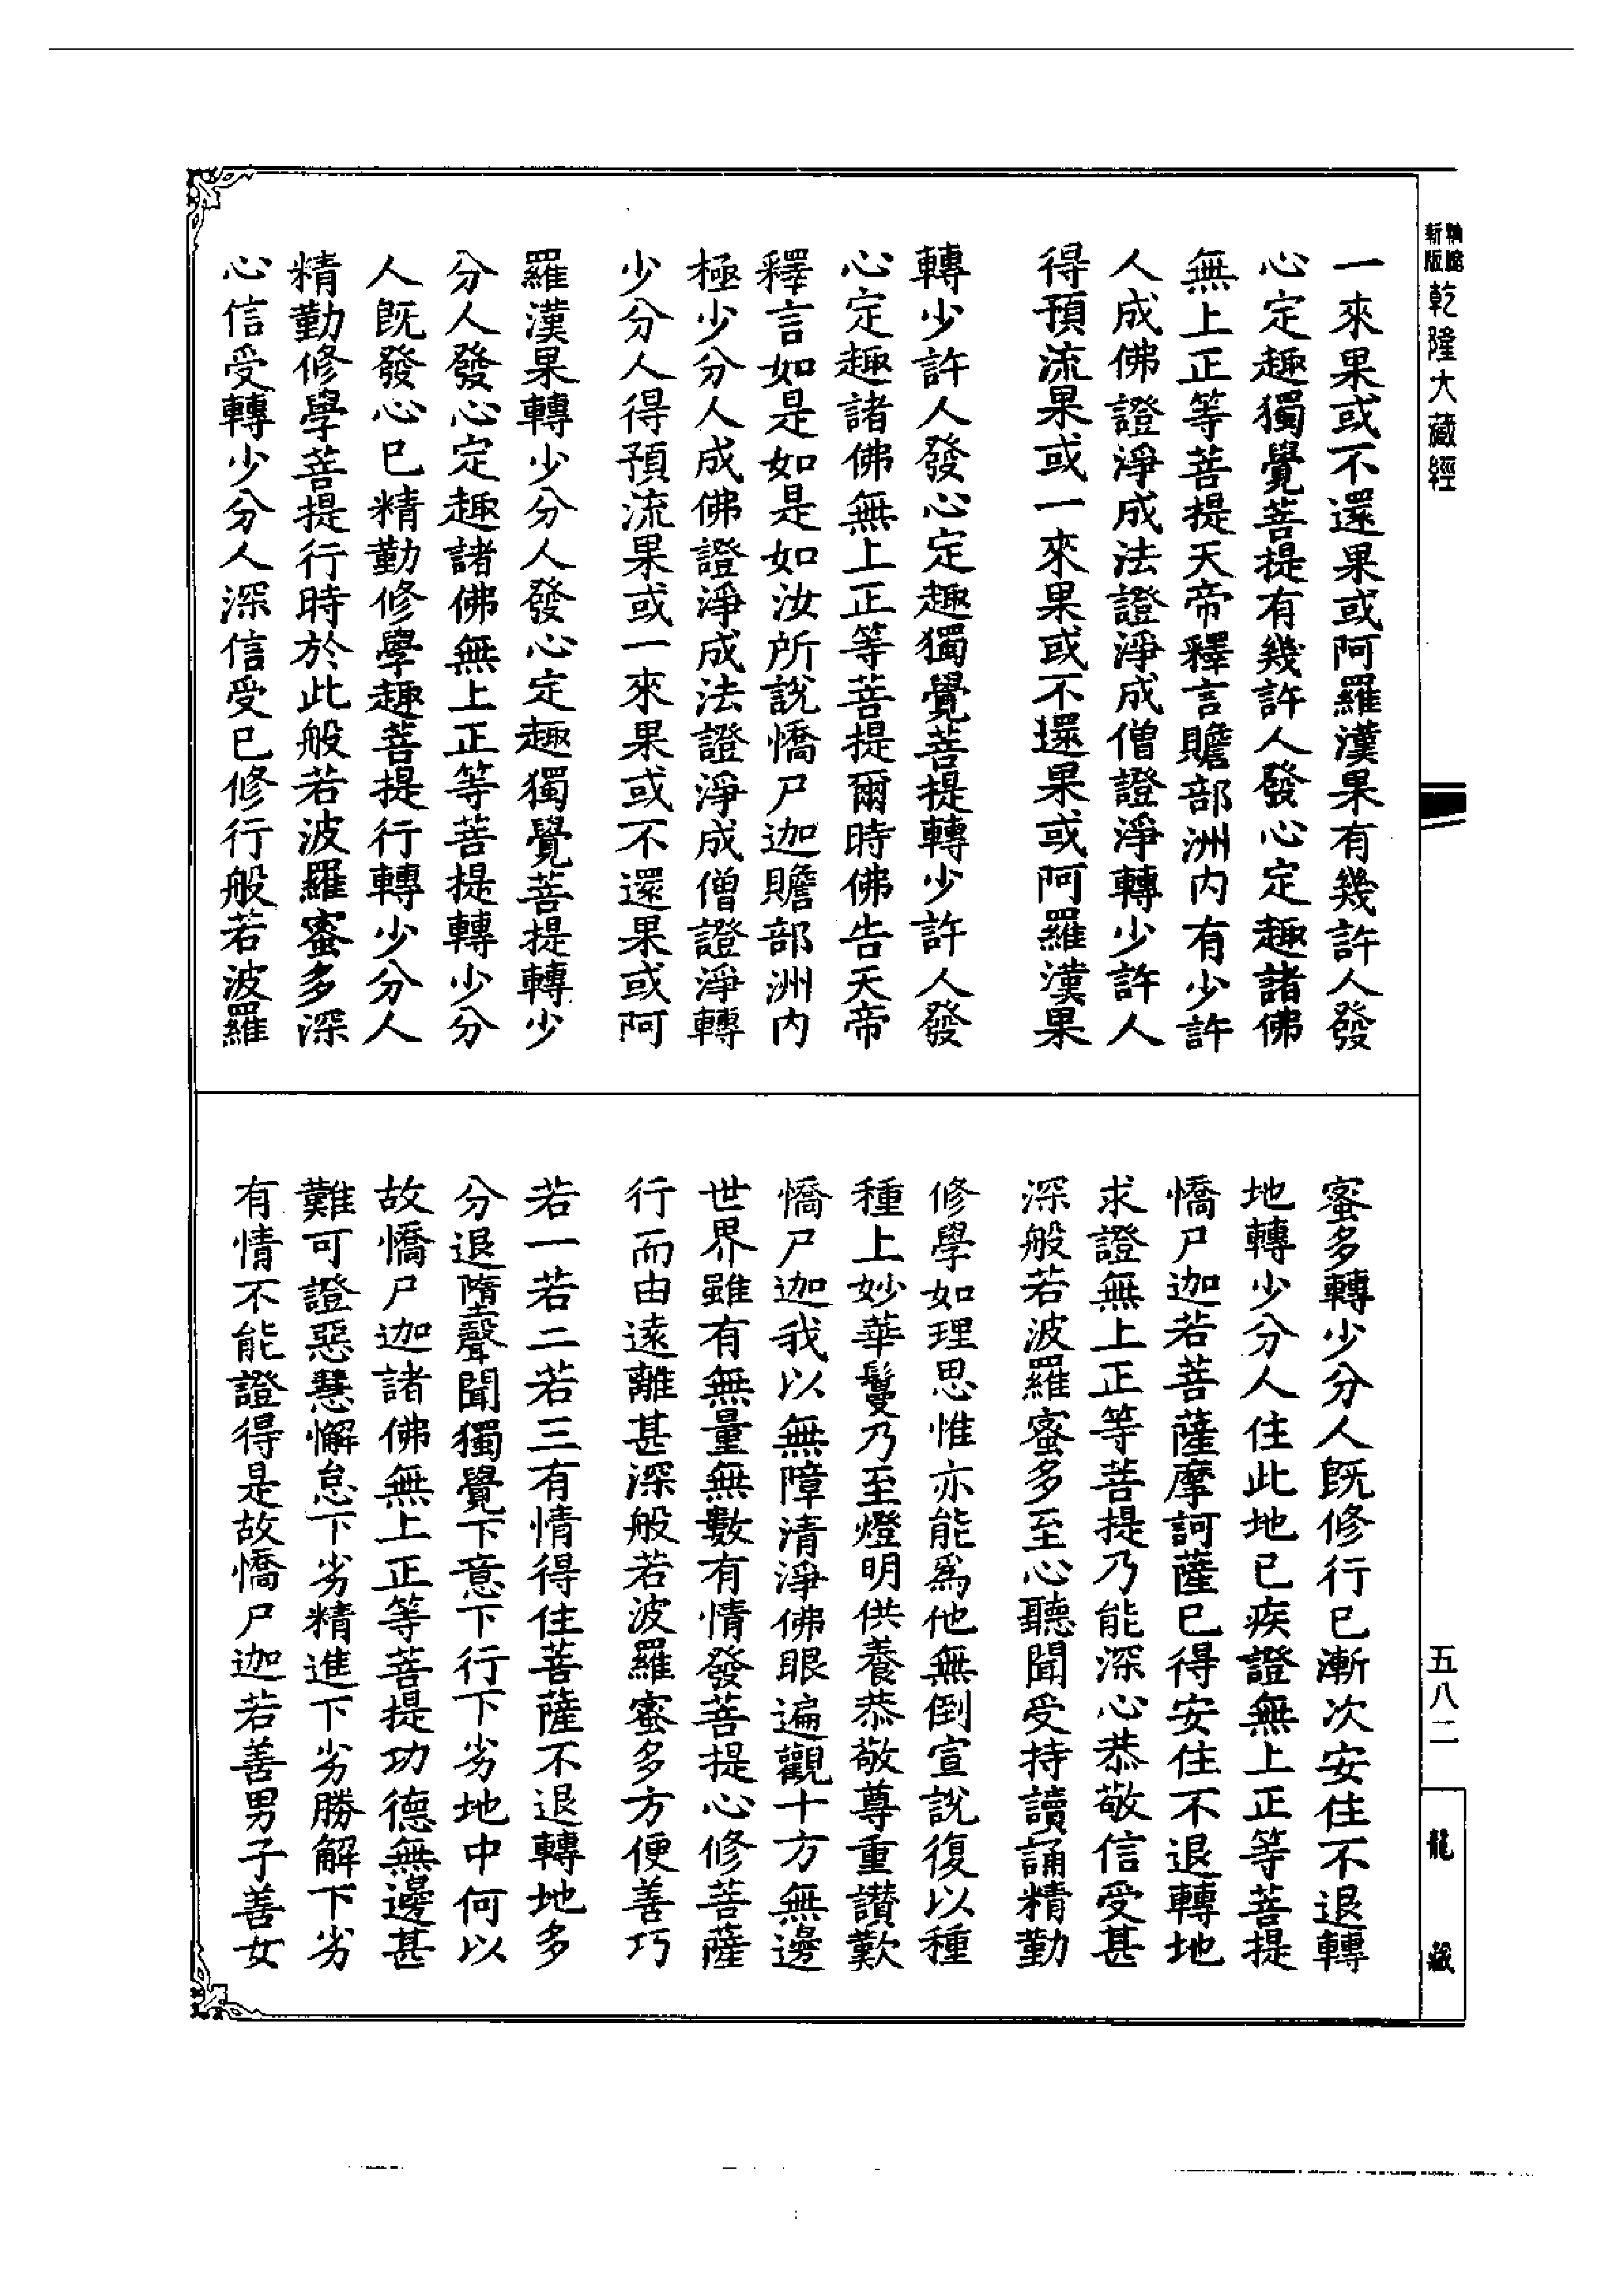 新版
乾隆大藏經
一來果或不還果或阿羅漢果有幾許人發
心定趣獨覺菩提有幾許人發心定趣諸佛
無上正等菩提天帝釋言贍部洲內有少許
人成佛證淨成法證淨成僧證淨轉少許人
得預流果或一來果或不還果或阿羅漢果
轉少許人發心定趣獨覺菩提轉少許人發
心定趣諸佛無上正等菩提爾時佛告天帝
釋言如是如是如汝所說憍尸迦贍部洲內
極少分人成佛證淨成法證淨成僧證淨轉
少分人得預流果或一來果或不還果或阿
羅漢果轉少分人發心定趣獨覺菩提轉少
分人發心定趣諸佛無上正等菩提轉少分
人既發心已精勤修學趣菩提行轉少分人
精勤修學菩提行時於此般若波羅蜜多深
心信受轉少分人深信受已修行般若波羅
蜜多轉少分人既修行已漸次安住不退轉
地轉少分人住此地已疾證無上正等菩提
憍尸迦若菩薩摩訶薩已得安住不退轉地
求證無上正等菩提乃能深心恭敬信受甚
深般若波羅蜜多至心聽聞受持讀誦精勤
修學如理思惟亦能為他無倒宣說復以種
種上妙華鬘乃至燈明供養恭敬尊重讚歎
憍尸迦我以無障清淨佛眼遍觀十方無邊
世界雖有無量無數有情發菩提心修菩薩
行而由遠離甚深般若波羅蜜多方便善巧
若一若二若三有情得住菩薩不退轉地多
分退隳聲聞獨覺下意下行下劣地中何以
故憍尸迦諸佛無上正等菩提功德無邊甚
難可證惡慧懈怠下劣精進下劣勝解下劣
有情不能證得是故憍尸迦若善男子善女
五八二
龍藏